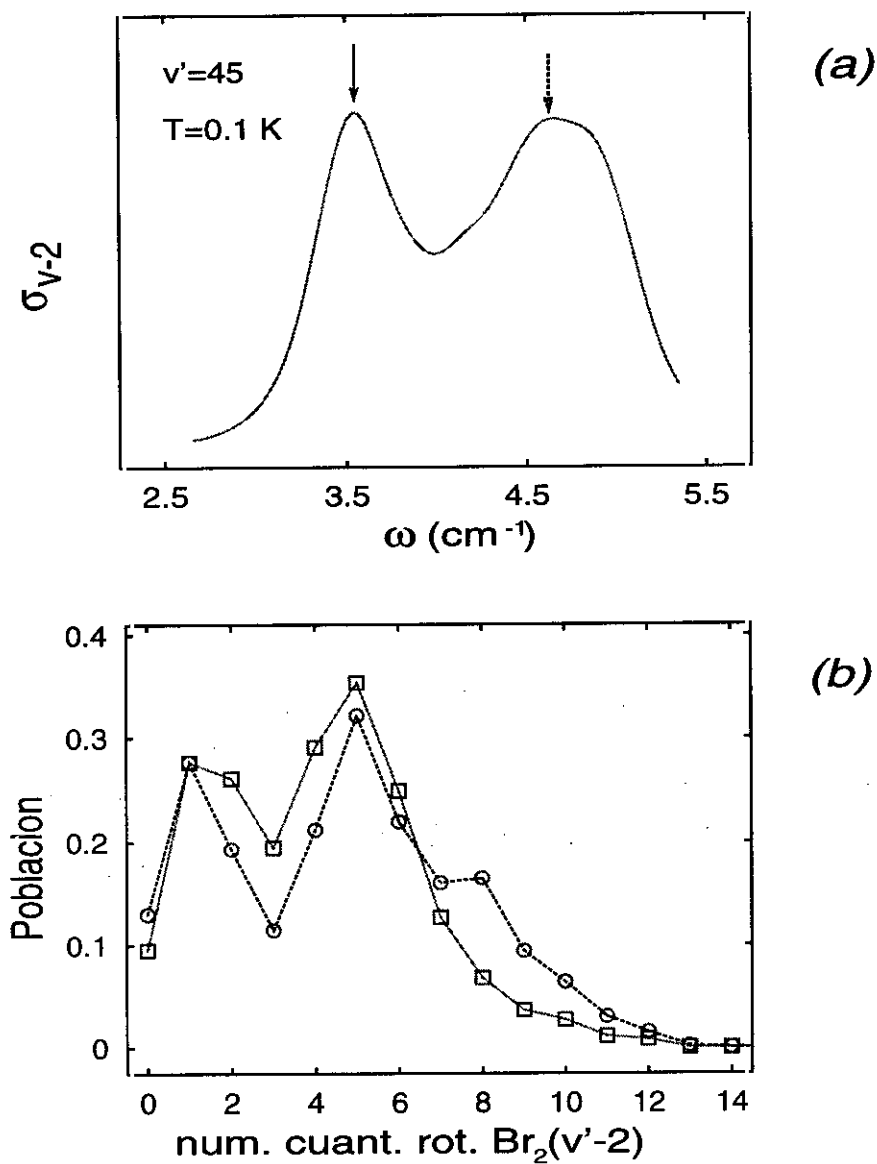 (a)
v'=45
T=0.1 K
σv-2
2.5 3.5 4.5 5.5
ω (cm-1)
(b)
0.4
0.3
0.2
0.1
0
Poblacion
0 2 4 6 8 10 12 14
num. cuant. rot. Br2(v'-2)